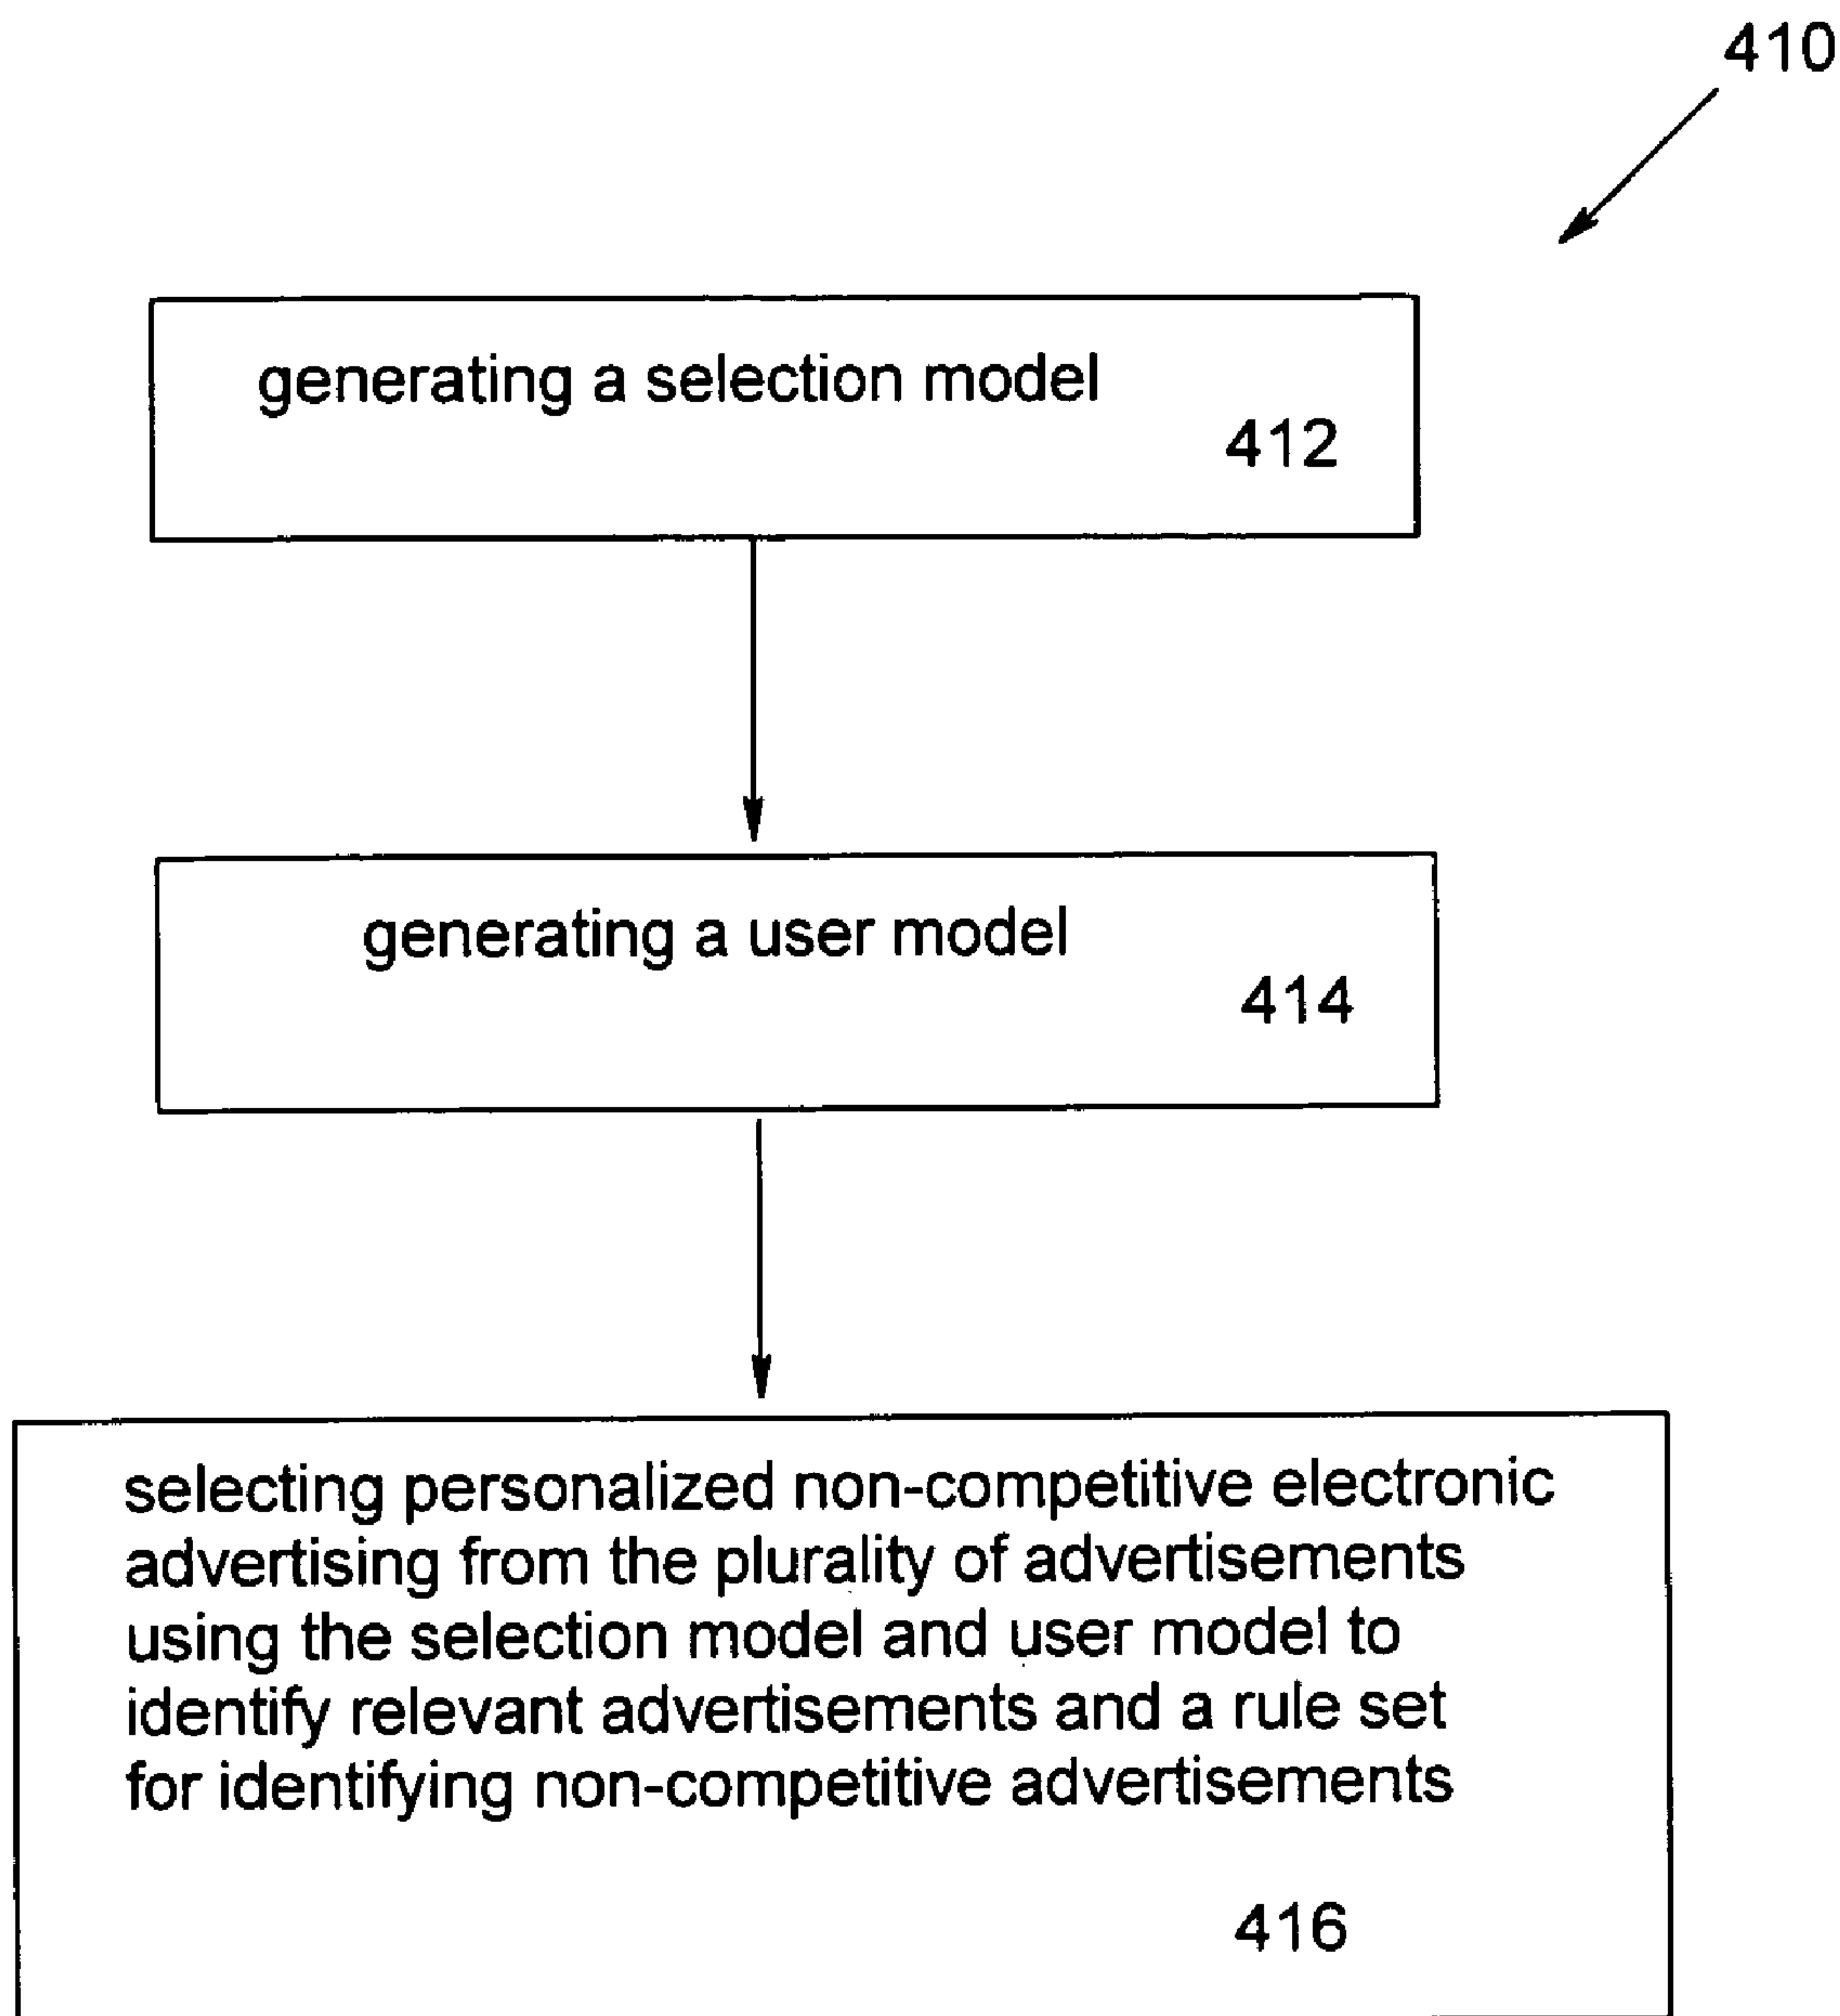 410
generating a selection model
412
generating a user model
414
selecting personalized non-competitive electronic
advertising from the plurality of advertisements
using the selection model and user model to
identify relevant advertisements and a rule set
for identifying non-competitive advertisements
416